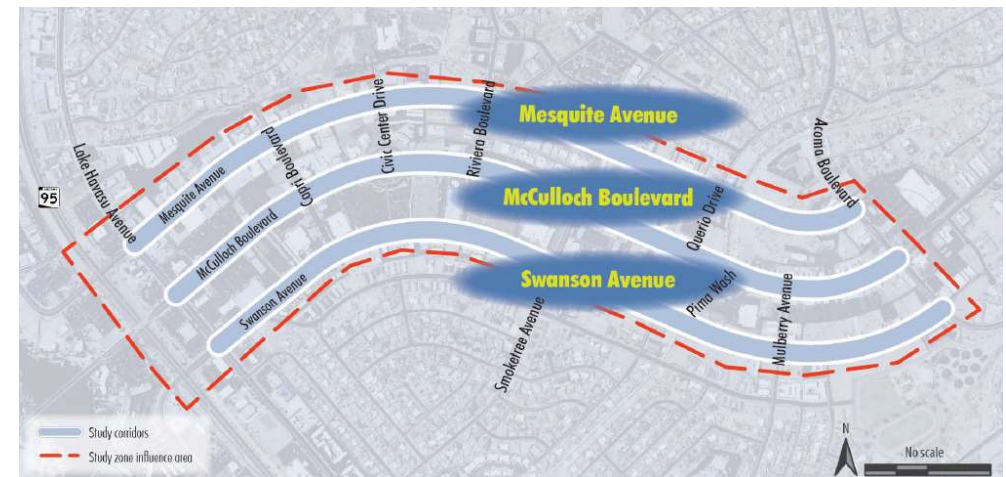 Mesquite Avenue
McCulloch Boulevard
Swanson Avenue
Lake Havasu Avenue
95
Mesquite Avenue
McCulloch Boulevard
Swanson Avenue
Capri Boulevard
Civic Center Drive
Riviera Boulevard
Smoketree Avenue
Querio Drive
Pima Wash
Mulberry Avenue
Acoma Boulevard
Study corridors
Study zone influence area
N
No scale